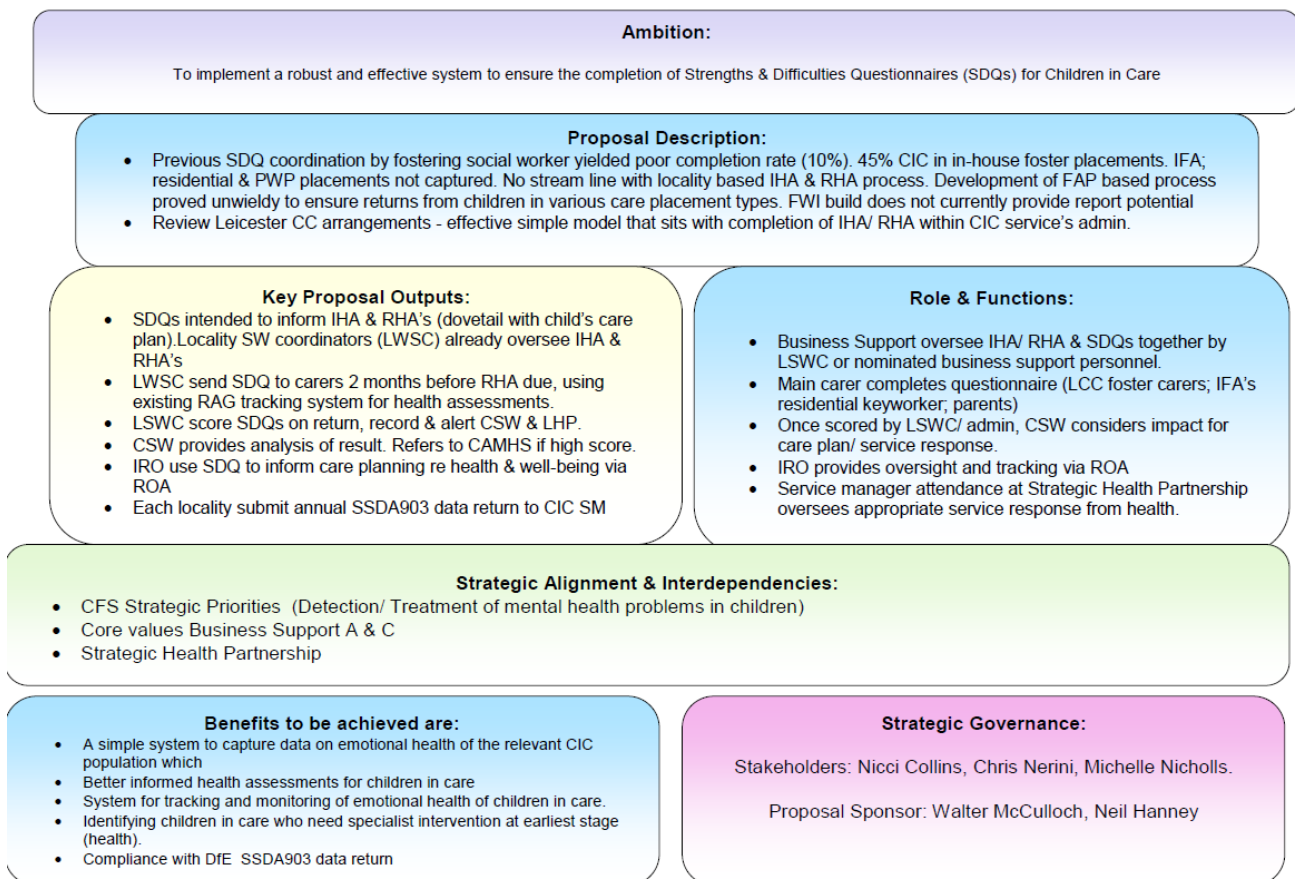 Ambition:
To implement a robust and effective system to ensure the completion of Strengths & Difficulties Questionnaires (SDQs) for Children in Care
Proposal Description:
• Previous SDQ coordination by fostering social worker yielded poor completion rate (10%). 45% CIC in in-house foster placements. IFA;
residential & PWP placements not captured. No stream line with locality based IHA & RHA process. Development of FAP based process
proved unwieldy to ensure returns from children in various care placement types. FWI build does not currently provide report potential
• Review Leicester CC arrangements - effective simple model that sits with completion of IHA/ RHA within CIC service's admin.
Key Proposal Outputs:
• SDQs intended to inform IHA & RHA's (dovetail with child's care
plan).Locality SW coordinators (LWSC) already oversee IHA &
RHA's
• LWSC send SDQ to carers 2 months before RHA due, using
existing RAG tracking system for health assessments.
• LSWC score SDQs on return, record & alert CSW & LHP.
• CSW provides analysis of result. Refers to CAMHS if high score.
• IRO use SDQ to inform care planning re health & well-being via
ROA
• Each locality submit annual SSDA903 data return to CIC SM
Role & Functions:
• Business Support oversee IHA/ RHA & SDQs together by
LSWC or nominated business support personnel.
• Main carer completes questionnaire (LCC foster carers; IFA's
residential keyworker; parents)
• Once scored by LSWC/ admin, CSW considers impact for
care plan/ service response.
• IRO provides oversight and tracking via ROA
• Service manager attendance at Strategic Health Partnership
oversees appropriate service response from health.
Strategic Alignment & Interdependencies:
• CFS Strategic Priorities (Detection/ Treatment of mental health problems in children)
• Core values Business Support A & C
• Strategic Health Partnership
Benefits to be achieved are:
• A simple system to capture data on emotional health of the relevant CIC
population which
• Better informed health assessments for children in care
• System for tracking and monitoring of emotional health of children in care.
• Identifying children in care who need specialist intervention at earliest stage
(health).
• Compliance with DfE SSDA903 data return
Strategic Governance:
Stakeholders: Nicci Collins, Chris Nerini, Michelle Nicholls.
Proposal Sponsor: Walter McCulloch, Neil Hanney